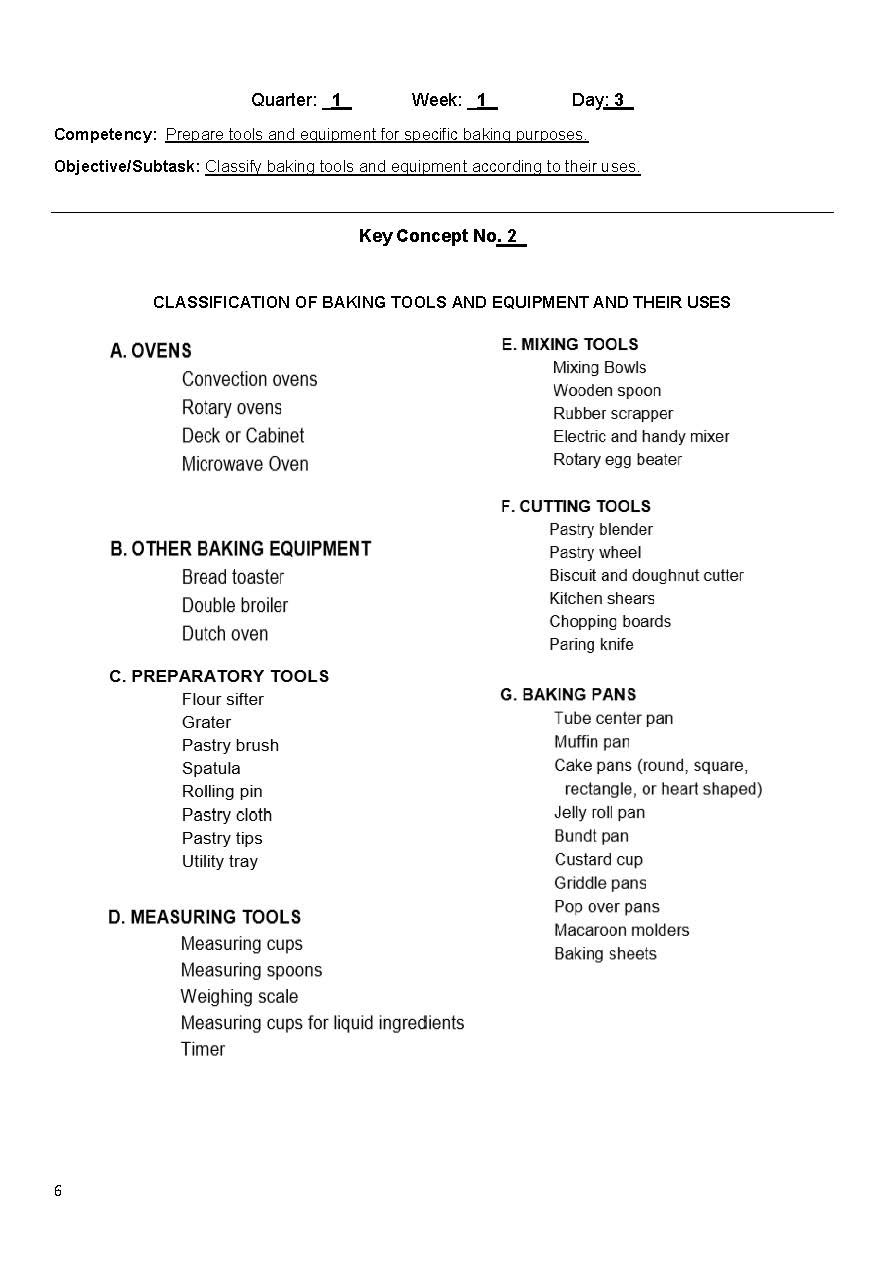 Quarter: 1 Week: 1 Day: 3
Competency: Prepare tools and equipment for specific baking purposes.
Objective/Subtask: Classify baking tools and equipment according to their uses.
Key Concept No. 2
CLASSIFICATION OF BAKING TOOLS AND EQUIPMENT AND THEIR USES
A. OVENS
Convection ovens
Rotary ovens
Deck or Cabinet
Microwave Oven
B. OTHER BAKING EQUIPMENT
Bread toaster
Double broiler
Dutch oven
C. PREPARATORY TOOLS
Flour sifter
Grater
Pastry brush
Spatula
Rolling pin
Pastry cloth
Pastry tips
Utility tray
D. MEASURING TOOLS
Measuring cups
Measuring spoons
Weighing scale
Measuring cups for liquid ingredients
Timer
E. MIXING TOOLS
Mixing Bowls
Wooden spoon
Rubber scrapper
Electric and handy mixer
Rotary egg beater
F. CUTTING TOOLS
Pastry blender
Pastry wheel
Biscuit and doughnut cutter
Kitchen shears
Chopping boards
Paring knife
G. BAKING PANS
Tube center pan
Muffin pan
Cake pans (round, square,
rectangle, or heart shaped)
Jelly roll pan
Bundt pan
Custard cup
Griddle pans
Pop over pans
Macaroon molders
Baking sheets
6